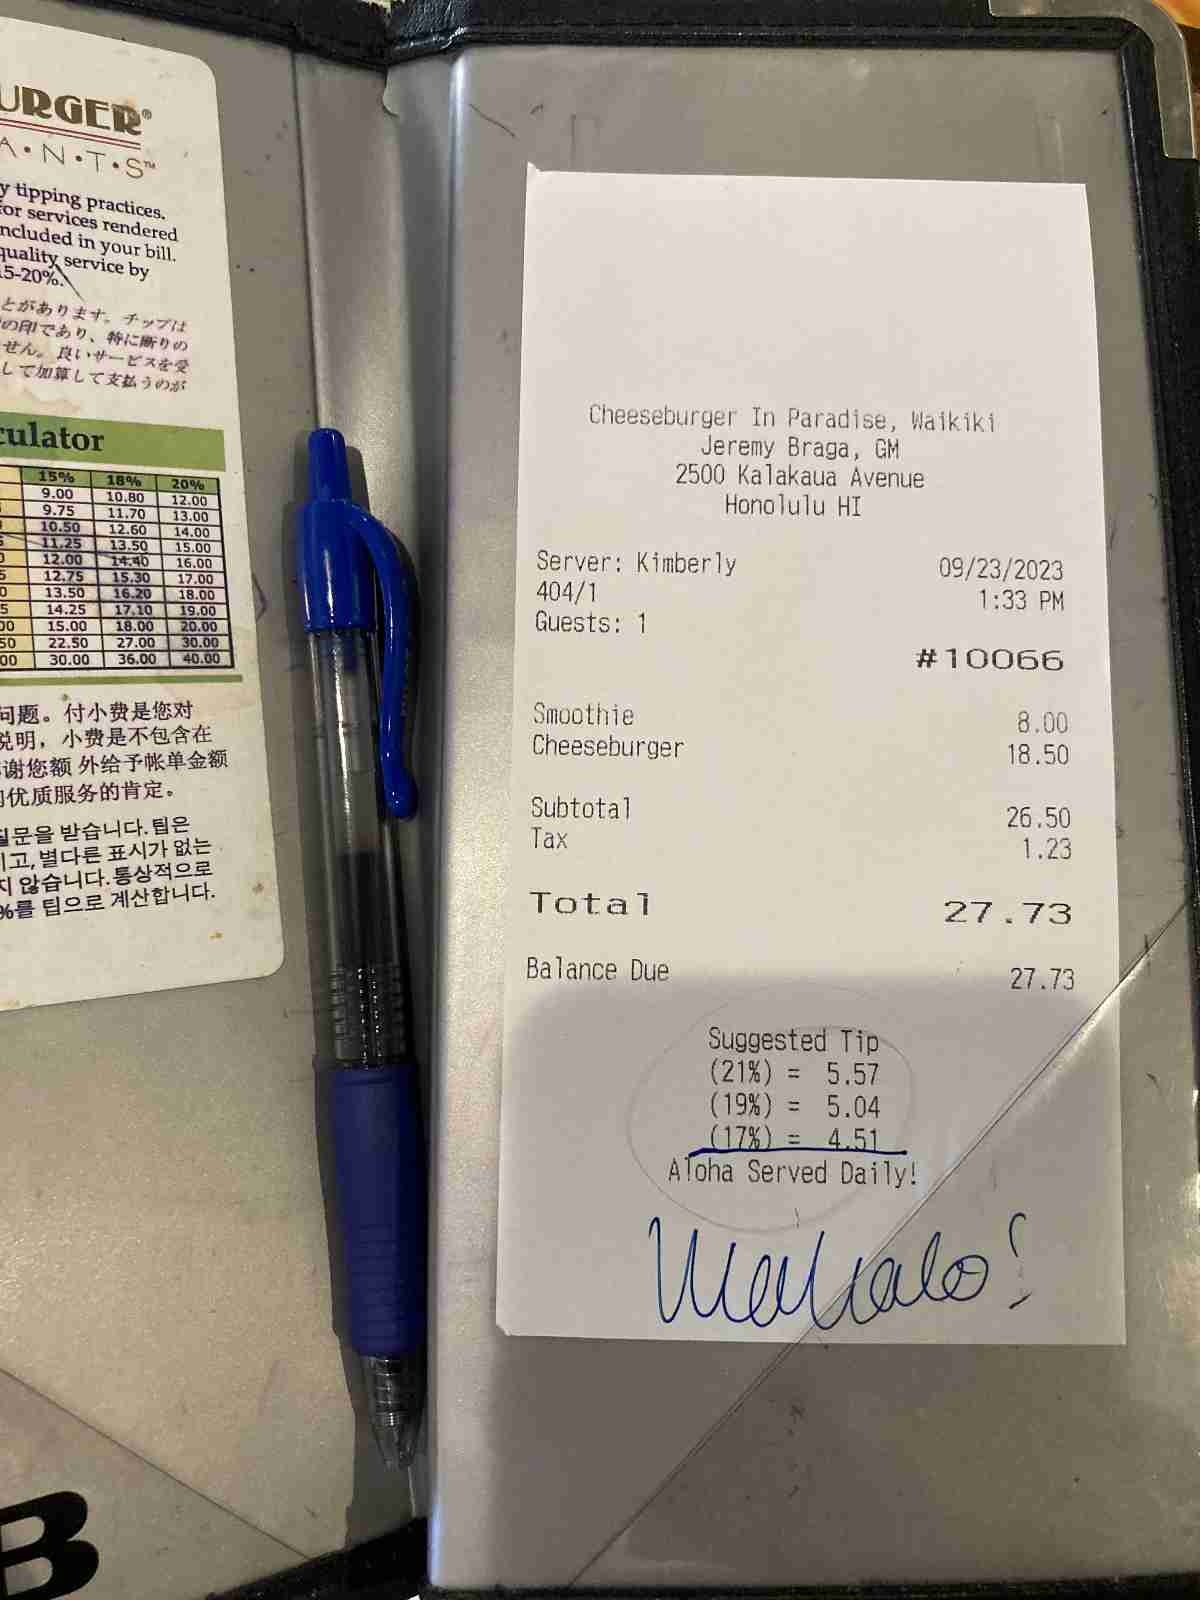 URGER®
A•N•T•S™
y tipping practices.
for services rendered
ncluded in your bill.
quality service by
15-20%.
とがあります。チップは
の印であり、特に断りの
せん。良いサービスを受
して加算して支払うのが
culator
15% 18% 20%
9.00 10.80 12.00
9.75 11.70 13.00
10.50 12.60 14.00
11.25 13.50 15.00
0 12.00 14.40 16.00
5 12.75 15.30 17.00
0 13.50 16.20 18.00
5 14.25 17.10 19.00
00 15.00 18.00 20.00
50 22.50 27.00 30.00
00 30.00 36.00 40.00
问题。付小费是您对
说明，小费是不包含在
谢您额 外给予帐单金额
优质服务的肯定。
질문을 받습니다. 팁은
이고, 별다른 표시가 없는
지 않습니다. 통상적으로
%를 팁으로 계산합니다.
B
Cheeseburger In Paradise, Waikiki
Jeremy Braga, GM
2500 Kalakaua Avenue
Honolulu HI
Server: Kimberly 09/23/2023
404/1 1:33 PM
Guests: 1
#10066
Smoothie 8.00
Cheeseburger 18.50
Subtotal 26.50
Tax 1.23
Total 27.73
Balance Due 27.73
Suggested Tip
(21%) = 5.57
(19%) = 5.04
(17%) = 4.51
Aloha Served Daily!
Mahalo!